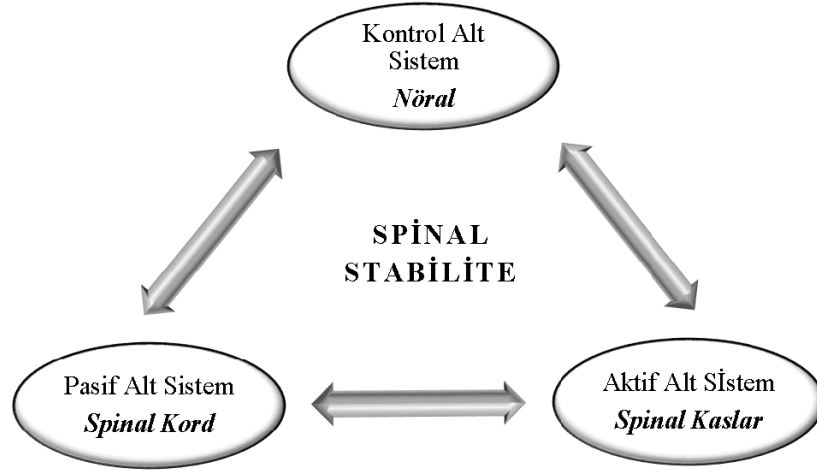 Kontrol Alt
Sistem
Nöral
SPİNAL
STABİLİTE
Pasif Alt Sistem
Spinal Kord
Aktif Alt Sİstem
Spinal Kaslar